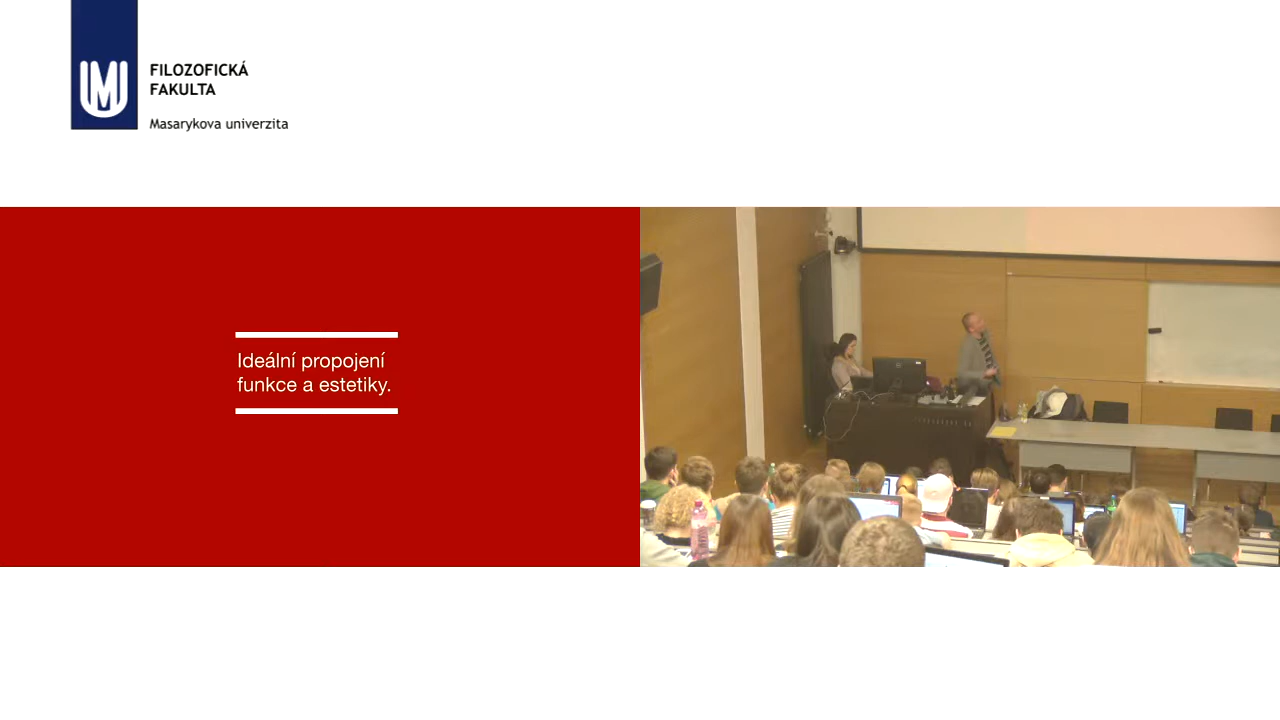 FILOZOFICKÁ
FAKULTA
Masarykova univerzita
Ideální propojení
funkce a estetiky.